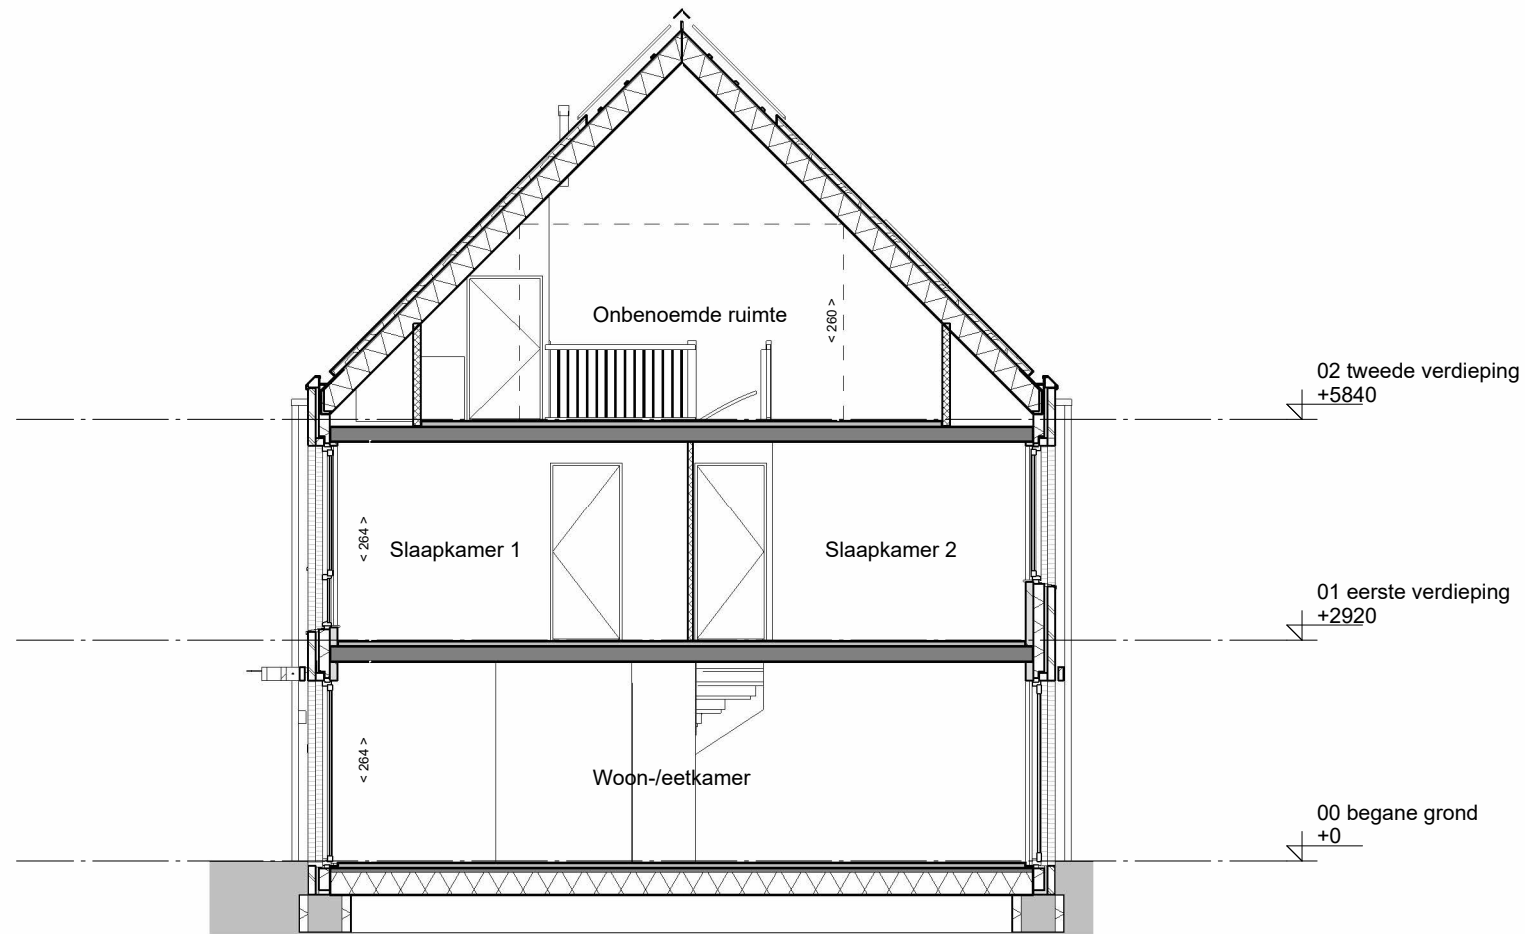 Onbenoemde ruimte
< 260 >
02 tweede verdieping
+5840
< 264 >
Slaapkamer 1
Slaapkamer 2
01 eerste verdieping
+2920
< 264 >
Woon-/eetkamer
00 begane grond
+0